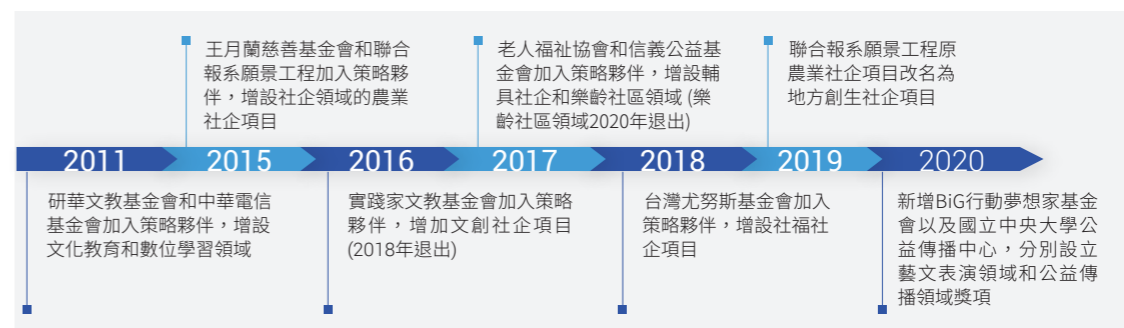 王月蘭慈善基金會和聯合
報系願景工程加入策略夥
伴，增設社企領域的農業
社企項目
老人福祉協會和信義公益基
金會加入策略夥伴，增設輔
具社企和樂齡社區領域 (樂
齡社區領域2020年退出)
聯合報系願景工程原
農業社企項目改名為
地方創生社企項目
2011
2015
2016
2017
2018
2019
2020
研華文教基金會和中華電信
基金會加入策略夥伴，增設
文化教育和數位學習領域
實踐家文教基金會加入策略
夥伴，增加文創社企項目
(2018年退出)
台灣尤努斯基金會加入
策略夥伴，增設社福社
企項目
新增BiG行動夢想家基金
會以及國立中央大學公
益傳播中心，分別設立
藝文表演領域和公益傳
播領域獎項